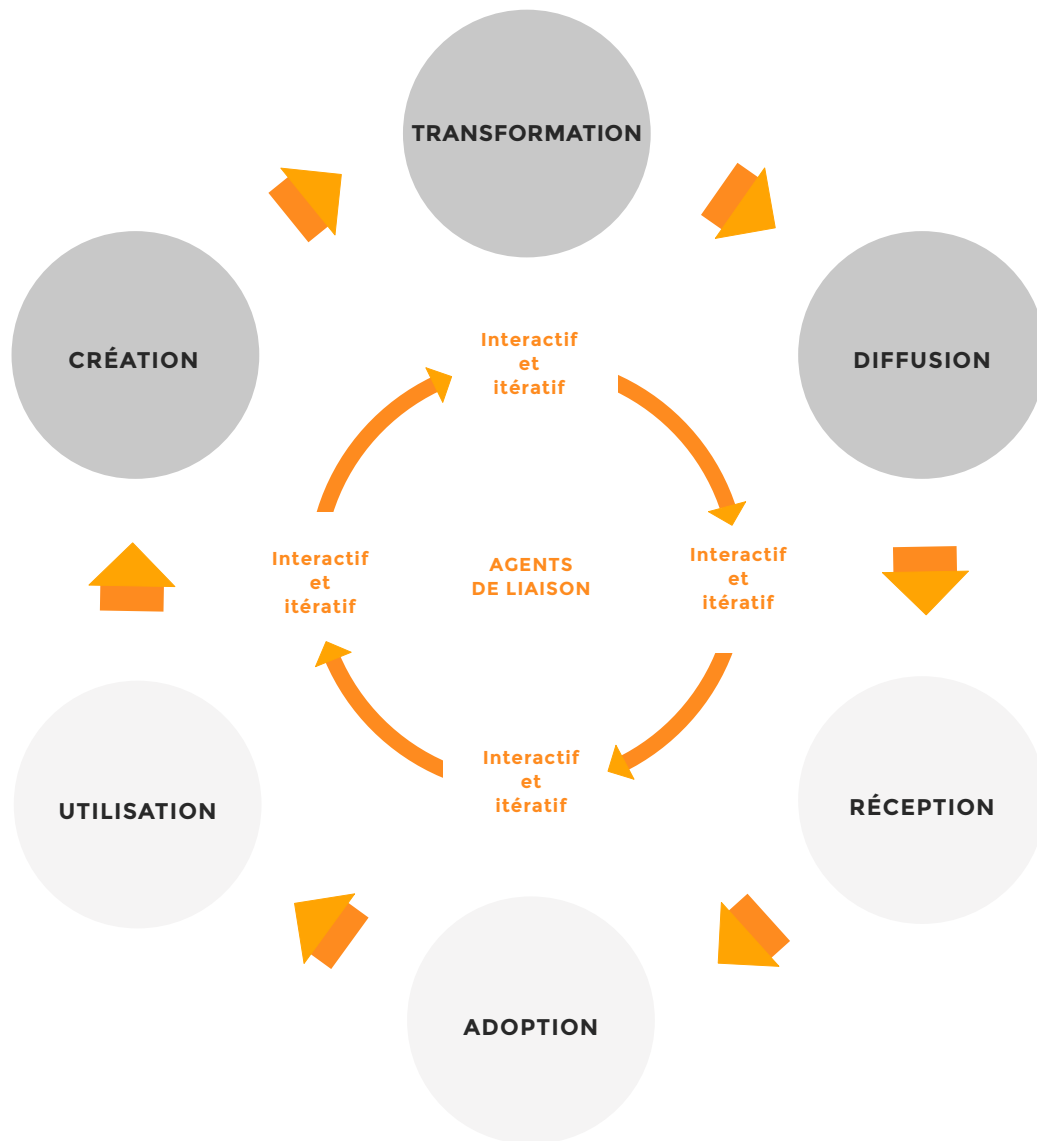 TRANSFORMATION
CRÉATION
DIFFUSION
Interactif
et
itératif
Interactif
et
itératif
AGENTS
DE LIAISON
Interactif
et
itératif
Interactif
et
itératif
UTILISATION
RÉCEPTION
ADOPTION